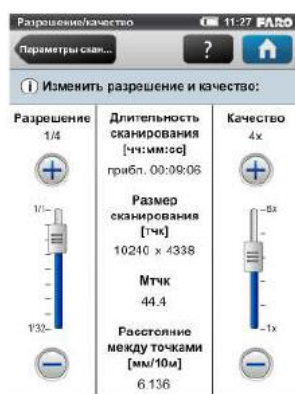 Разрешение/качество 11:27 FARO
Параметры скан... ?
i Изменить разрешение и качество:
Разрешение
1/4
1/1
1/32
Длительность
сканирования
[чч:мм:сс]
прибл. 00:09:06
Размер
сканирования
[тчк]
10240 x 4338
Мтчк
44.4
Расстояние
между точками
[мм/10м]
6.136
Качество
4x
8x
1x